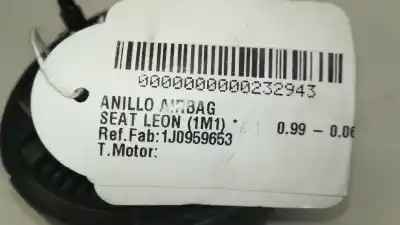 0000000000232943
ANILLO AIRBAG
SEAT LEON (1M1) * 0.99 - 0.06
Ref.Fab:1J0959653
T.Motor: